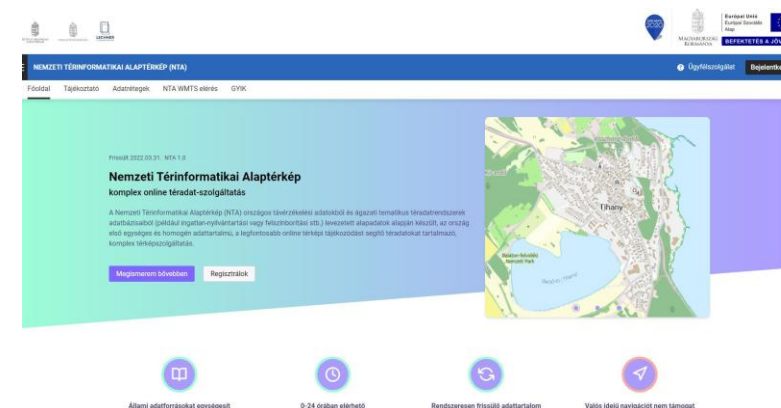 LECHNER
SZÉCHENYI 2020
MAGYARORSZÁG
KORMÁNYA
Európai Unió
Európai Szociális
Alap
BEFEKTETÉS A JÖV
NEMZETI TÉRINFORMATIKAI ALAPTÉRKÉP (NTA)
Ügyfélszolgálat
Bejelentke
Főoldal Tájékoztató Adatrétegek NTA WMTS elérés GYIK
Frissült 2022.03.31. NTA 1.0
Nemzeti Térinformatikai Alaptérkép
komplex online téradat-szolgáltatás
A Nemzeti Térinformatikai Alaptérkép (NTA) országos távérzékelési adatokból és ágazati tematikus téradatrendszerek
adatbázisaiból (például ingatlan-nyilvántartási vagy felszínborítási stb.) levezetett alapadatok alapján készült, az ország
első egységes és homogén adattartalmú, a legfontosabb online térképi tájékozódást segítő téradatokat tartalmazó,
komplex térképszolgáltatás.
Megismerem bővebben Regisztrálok
Tihany
Balaton-felvidéki
Nemzeti Park
Állami adatforrásokat egységesít
0-24 órában elérhető
Rendszeresen frissülő adattartalom
Valós idejű navigációt nem támogat